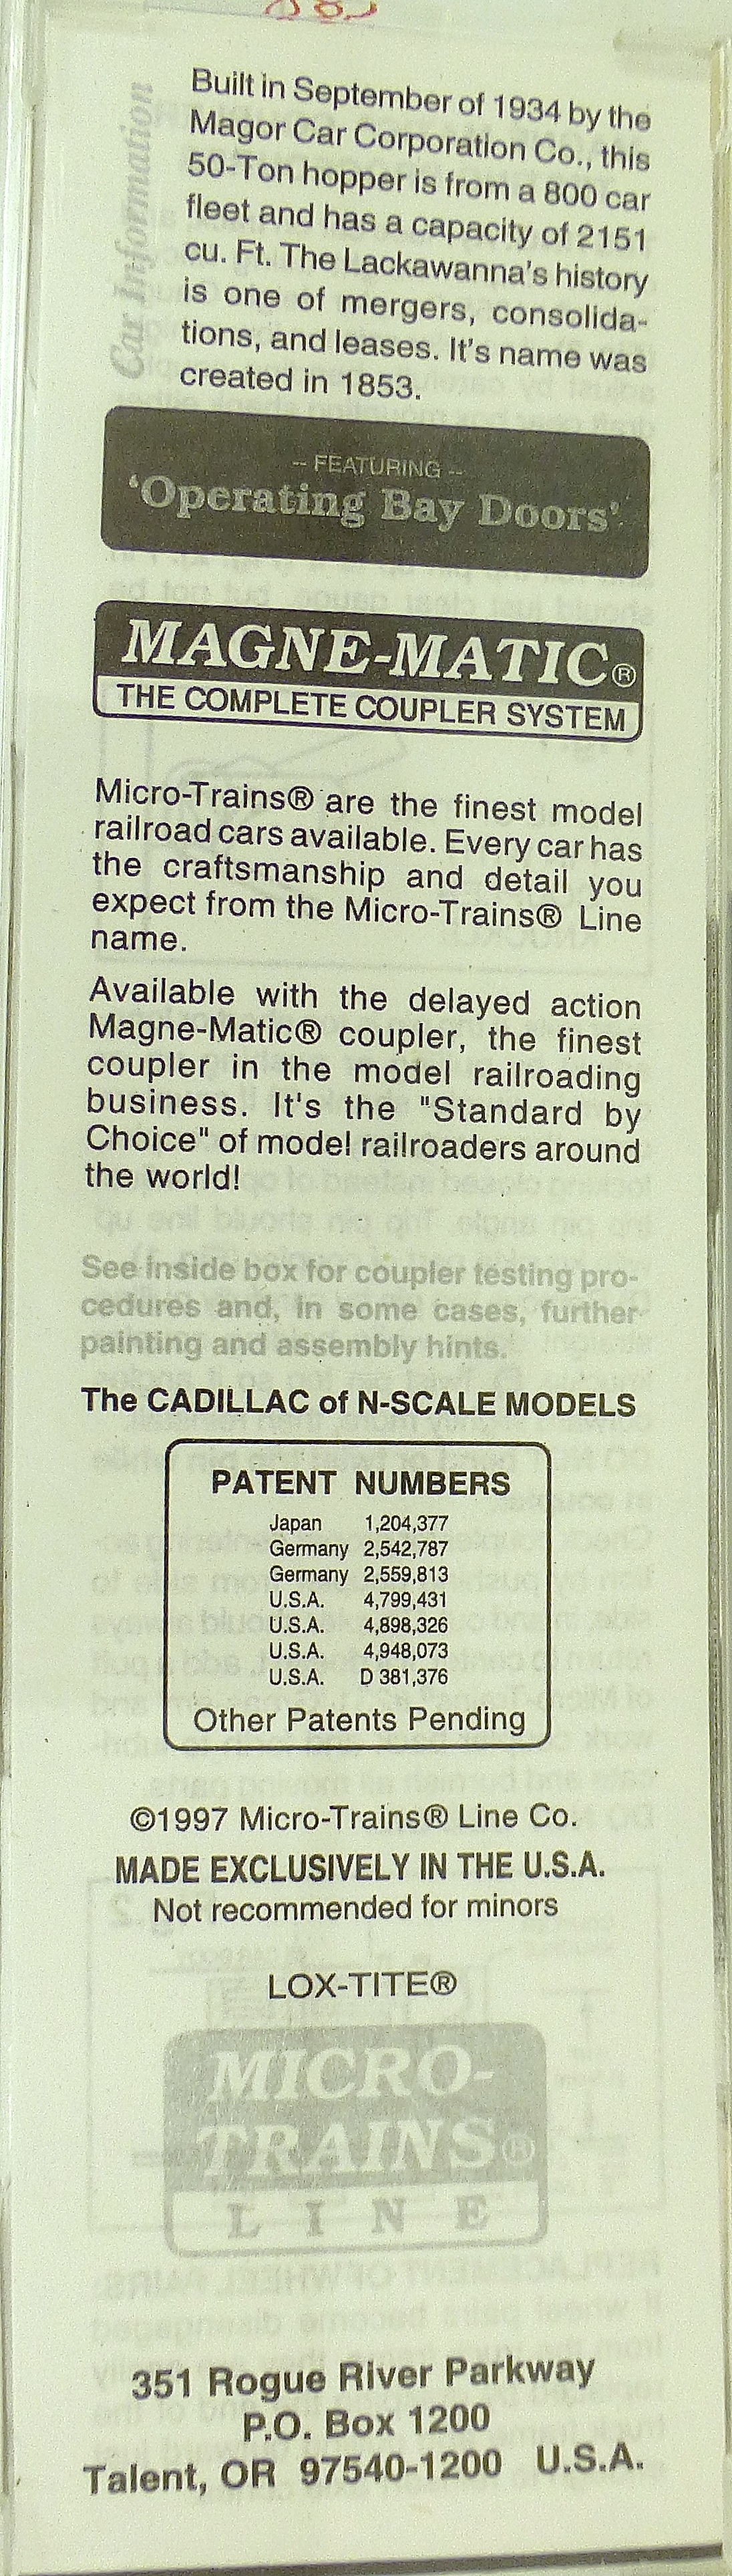 Car Information
Built in September of 1934 by the
Magor Car Corporation Co., this
50-Ton hopper is from a 800 car
fleet and has a capacity of 2151
cu. Ft. The Lackawanna's history
is one of mergers, consolida-
tions, and leases. It's name was
created in 1853.
-- FEATURING --
'Operating Bay Doors'
MAGNE-MATIC®
THE COMPLETE COUPLER SYSTEM
Micro-Trains® are the finest model
railroad cars available. Every car has
the craftsmanship and detail you
expect from the Micro-Trains® Line
name.
Available with the delayed action
Magne-Matic® coupler, the finest
coupler in the model railroading
business. It's the "Standard by
Choice" of model railroaders around
the world!
See inside box for coupler testing pro-
cedures and, in some cases, further
painting and assembly hints.
The CADILLAC of N-SCALE MODELS
PATENT NUMBERS
Japan 1,204,377
Germany 2,542,787
Germany 2,559,813
U.S.A. 4,799,431
U.S.A. 4,898,326
U.S.A. 4,948,073
U.S.A. D 381,376
Other Patents Pending
©1997 Micro-Trains® Line Co.
MADE EXCLUSIVELY IN THE U.S.A.
Not recommended for minors
LOX-TITE®
MICRO-
TRAINS®
LINE
351 Rogue River Parkway
P.O. Box 1200
Talent, OR 97540-1200 U.S.A.